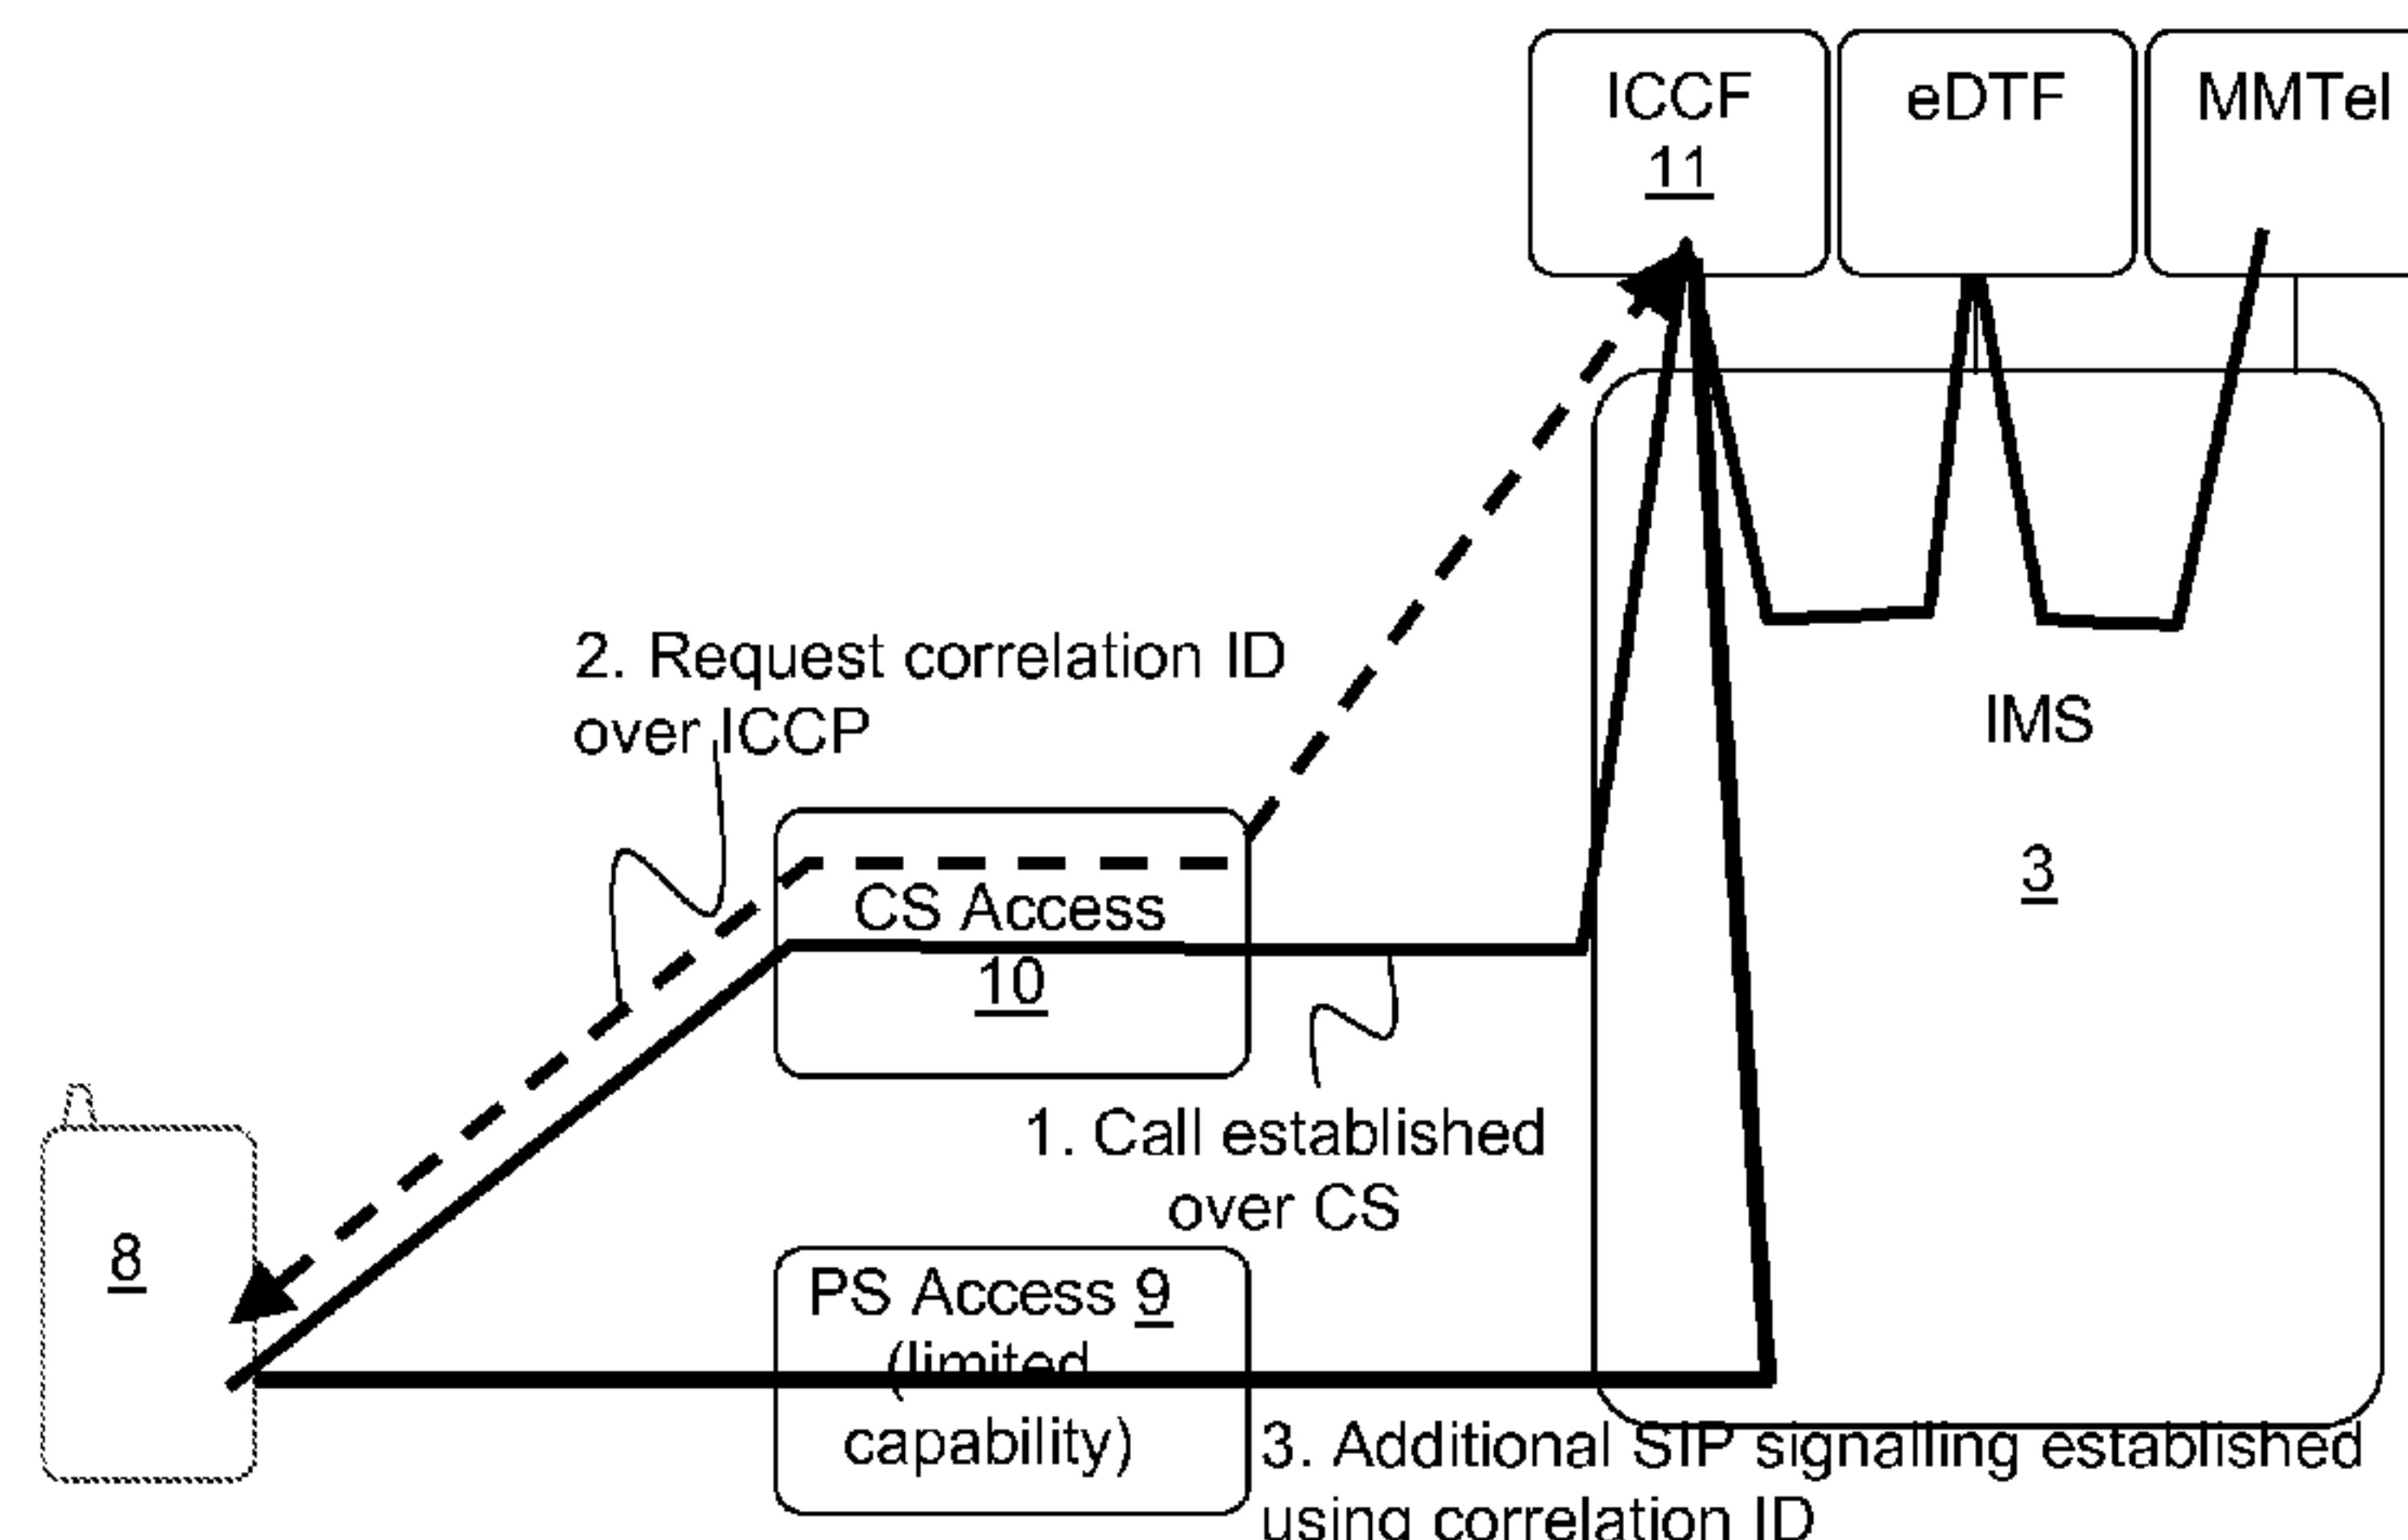 ICCF
11
eDTF
MMTel
2. Request correlation ID
over ICCP
IMS
3
CS Access
10
1. Call established
over CS
8
PS Access 9
(limited
capability)
3. Additional SIP signalling established
using correlation ID